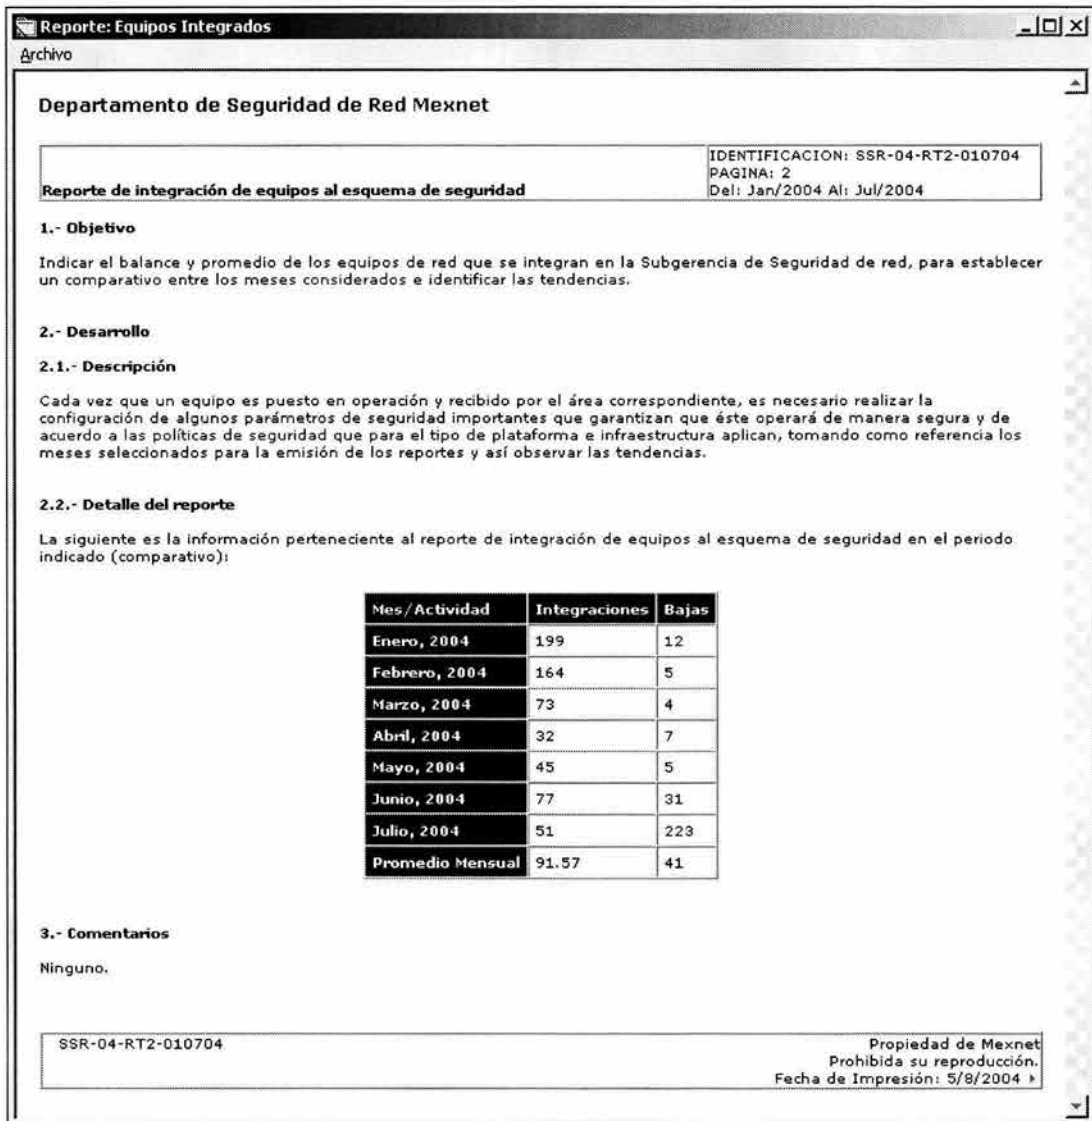 Reporte: Equipos Integrados
Archivo
Departamento de Seguridad de Red Mexnet
IDENTIFICACION: SSR-04-RT2-010704
PAGINA: 2
Reporte de integración de equipos al esquema de seguridad
Del: Jan/2004 Al: Jul/2004
1.- Objetivo
Indicar el balance y promedio de los equipos de red que se integran en la Subgerencia de Seguridad de red, para establecer
un comparativo entre los meses considerados e identificar las tendencias.
2.- Desarrollo
2.1.- Descripción
Cada vez que un equipo es puesto en operación y recibido por el área correspondiente, es necesario realizar la
configuración de algunos parámetros de seguridad importantes que garantizan que éste operará de manera segura y de
acuerdo a las políticas de seguridad que para el tipo de plataforma e infraestructura aplican, tomando como referencia los
meses seleccionados para la emisión de los reportes y así observar las tendencias.
2.2.- Detalle del reporte
La siguiente es la información perteneciente al reporte de integración de equipos al esquema de seguridad en el periodo
indicado (comparativo):
Mes/Actividad Integraciones Bajas
Enero, 2004 199 12
Febrero, 2004 164 5
Marzo, 2004 73 4
Abril, 2004 32 7
Mayo, 2004 45 5
Junio, 2004 77 31
Julio, 2004 51 223
Promedio Mensual 91.57 41
3.- Comentarios
Ninguno.
SSR-04-RT2-010704 Propiedad de Mexnet
Prohibida su reproducción.
Fecha de Impresión: 5/8/2004